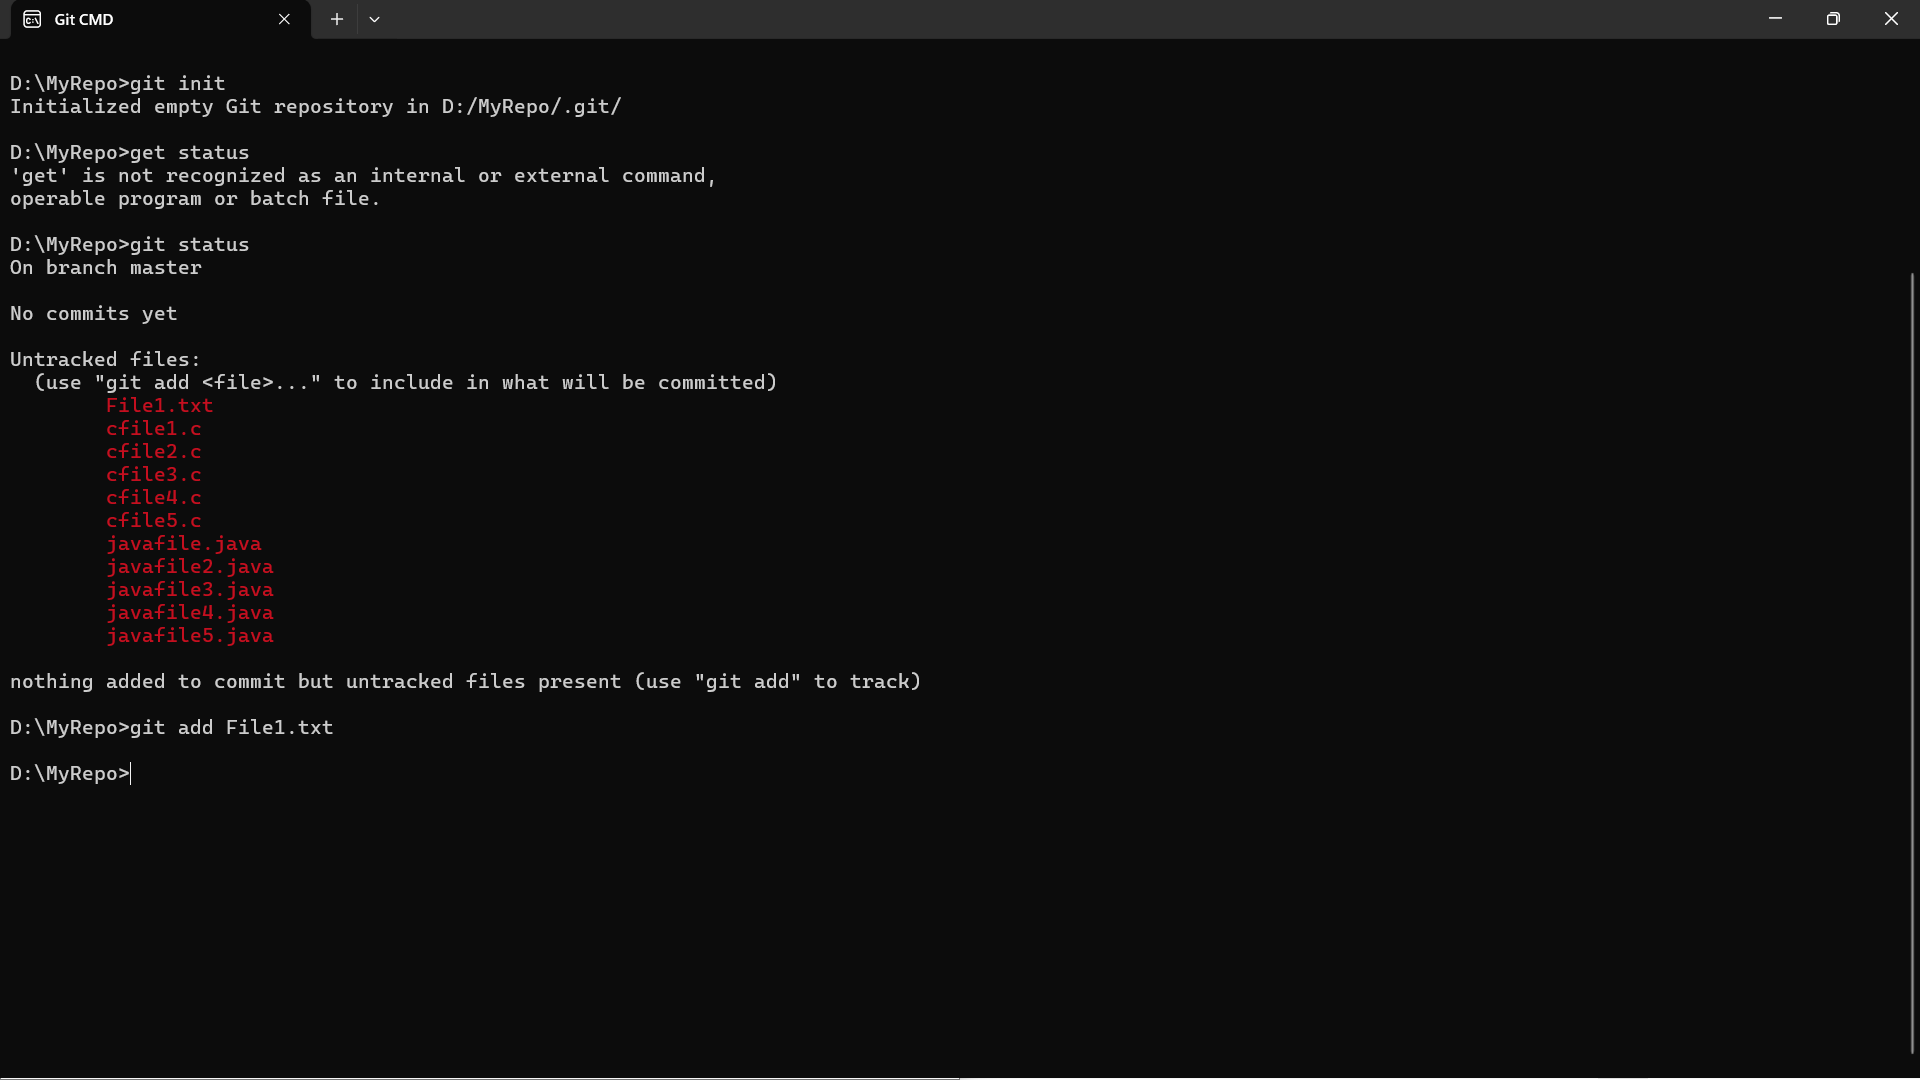 Git CMD
D:\MyRepo>git init
Initialized empty Git repository in D:/MyRepo/.git/
D:\MyRepo>get status
'get' is not recognized as an internal or external command,
operable program or batch file.
D:\MyRepo>git status
On branch master
No commits yet
Untracked files:
  (use "git add <file>..." to include in what will be committed)
        File1.txt
        cfile1.c
        cfile2.c
        cfile3.c
        cfile4.c
        cfile5.c
        javafile.java
        javafile2.java
        javafile3.java
        javafile4.java
        javafile5.java
nothing added to commit but untracked files present (use "git add" to track)
D:\MyRepo>git add File1.txt
D:\MyRepo>